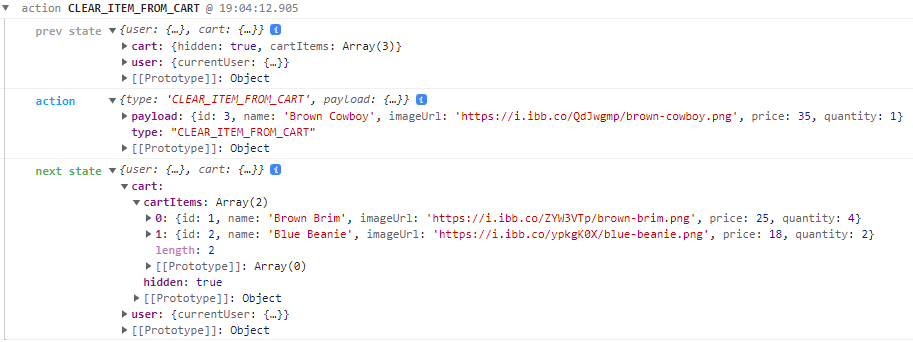 ▼ action CLEAR_ITEM_FROM_CART @ 19:04:12.905
prev state ▼{user: {…}, cart: {…}} i
▶ cart: {hidden: true, cartItems: Array(3)}
▶ user: {currentUser: {…}}
▶ [[Prototype]]: Object
action ▼{type: 'CLEAR_ITEM_FROM_CART', payload: {…}} i
▶ payload: {id: 3, name: 'Brown Cowboy', imageUrl: 'https://i.ibb.co/QdJwgmp/brown-cowboy.png', price: 35, quantity: 1}
type: "CLEAR_ITEM_FROM_CART"
▶ [[Prototype]]: Object
next state ▼{user: {…}, cart: {…}} i
▼ cart:
▼ cartItems: Array(2)
▶ 0: {id: 1, name: 'Brown Brim', imageUrl: 'https://i.ibb.co/ZYW3VTp/brown-brim.png', price: 25, quantity: 4}
▶ 1: {id: 2, name: 'Blue Beanie', imageUrl: 'https://i.ibb.co/ypkgK0X/blue-beanie.png', price: 18, quantity: 2}
length: 2
▶ [[Prototype]]: Array(0)
hidden: true
▶ [[Prototype]]: Object
▶ user: {currentUser: {…}}
▶ [[Prototype]]: Object